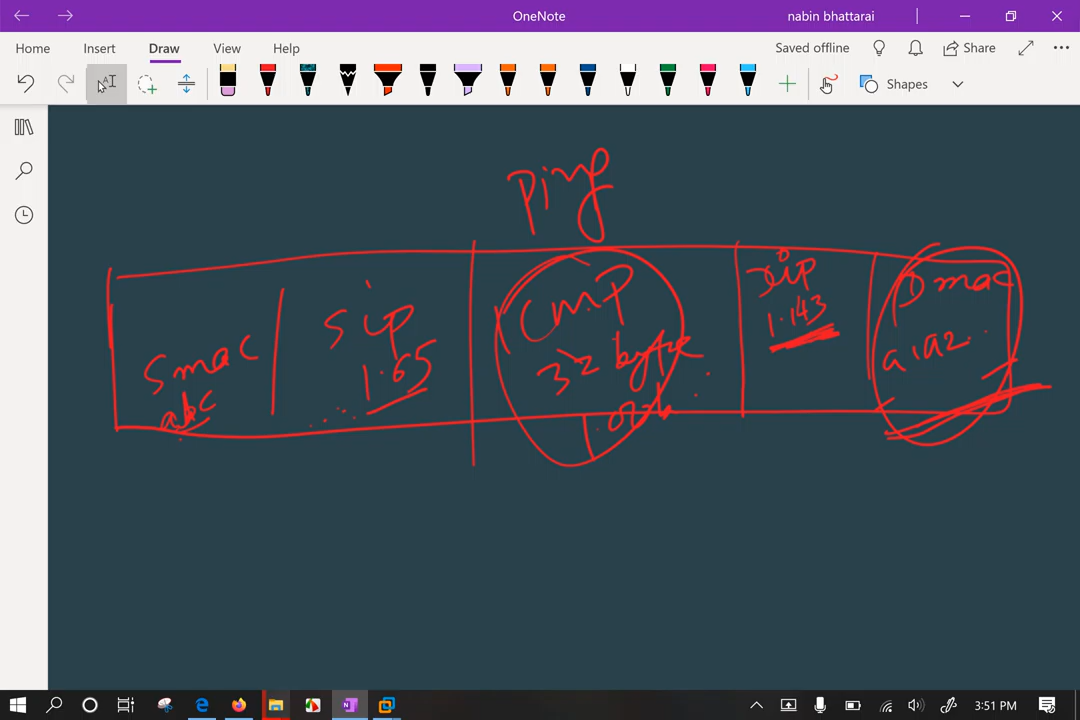 OneNote
nabin bhattarai
Home
Insert
Draw
View
Help
Saved offline
Share
Shapes
Ping
smac
abc
sip
1.65
ICMP
32 byte
Dip
1.143
Dmac
a1a2
3:51 PM